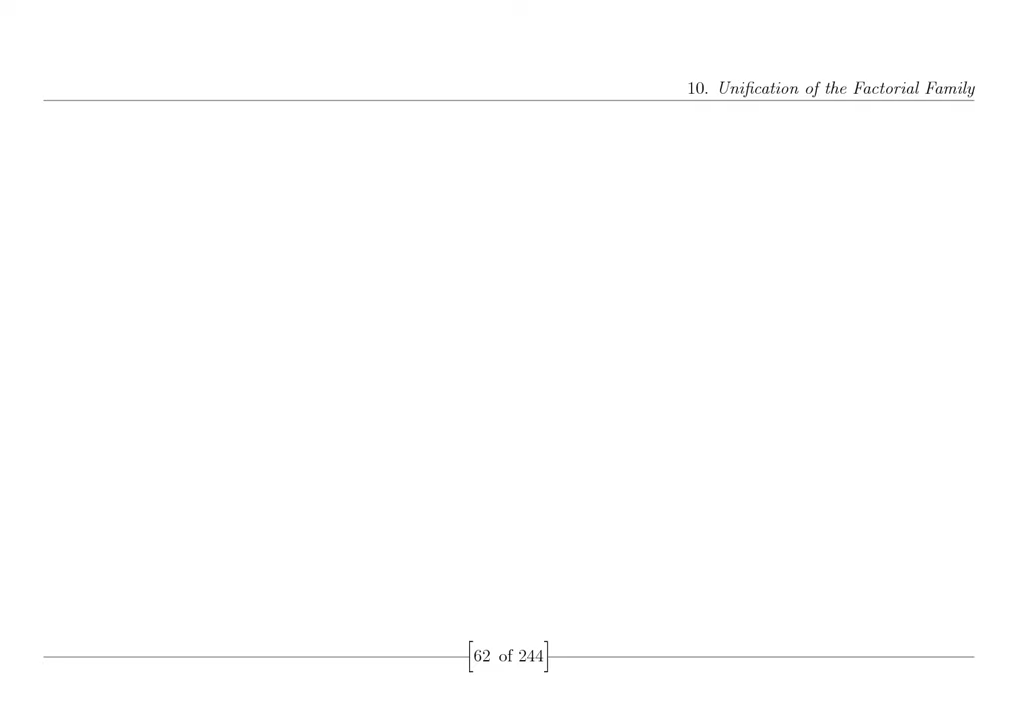 10. Unification of the Factorial Family
[62 of 244]